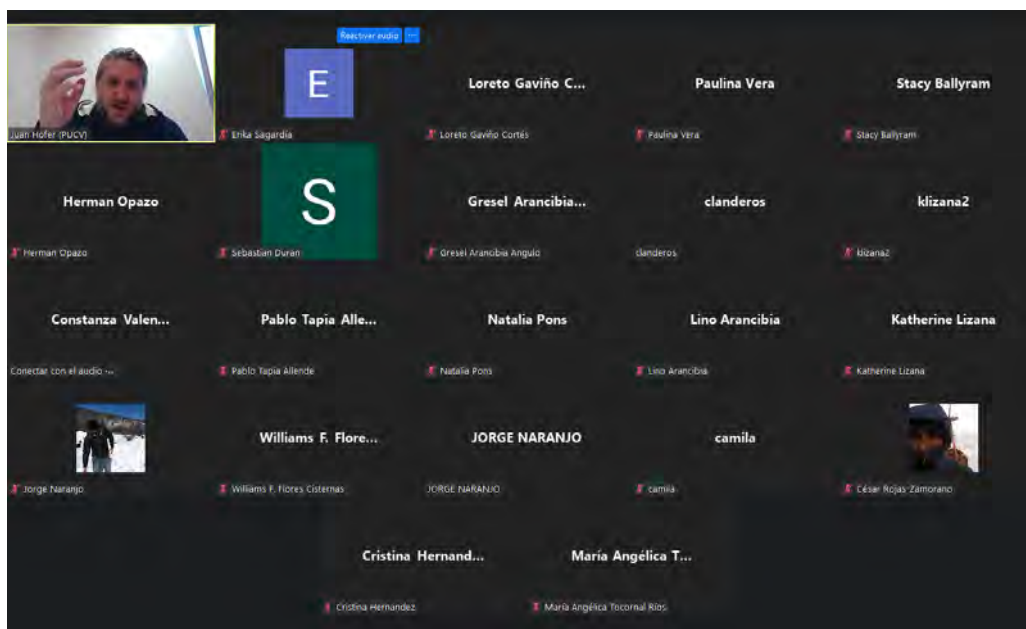 Reactivar audio ...
E
Loreto Gaviño C...
Paulina Vera
Stacy Ballyram
Juan Hofer (PUCV)
Erika Sagardia
Loreto Gaviño Cortés
Paulina Vera
Stacy Ballyram
Herman Opazo
S
Gresel Arancibia...
clanderos
klizana2
Herman Opazo
Sebastian Duran
Gresel Arancibia Angulo
clanderos
klizana2
Constanza Valen...
Pablo Tapia Alle...
Natalia Pons
Lino Arancibia
Katherine Lizana
Conectar con el audio ·...
Pablo Tapia Allende
Natalia Pons
Lino Arancibia
Katherine Lizana
Williams F. Flore...
JORGE NARANJO
camila
Jorge Naranjo
Williams F. Flores Cisternas
JORGE NARANJO
camila
César Rojas-Zamorano
Cristina Hernand...
María Angélica T...
Cristina Hernandez
María Angélica Tocornal Ríos